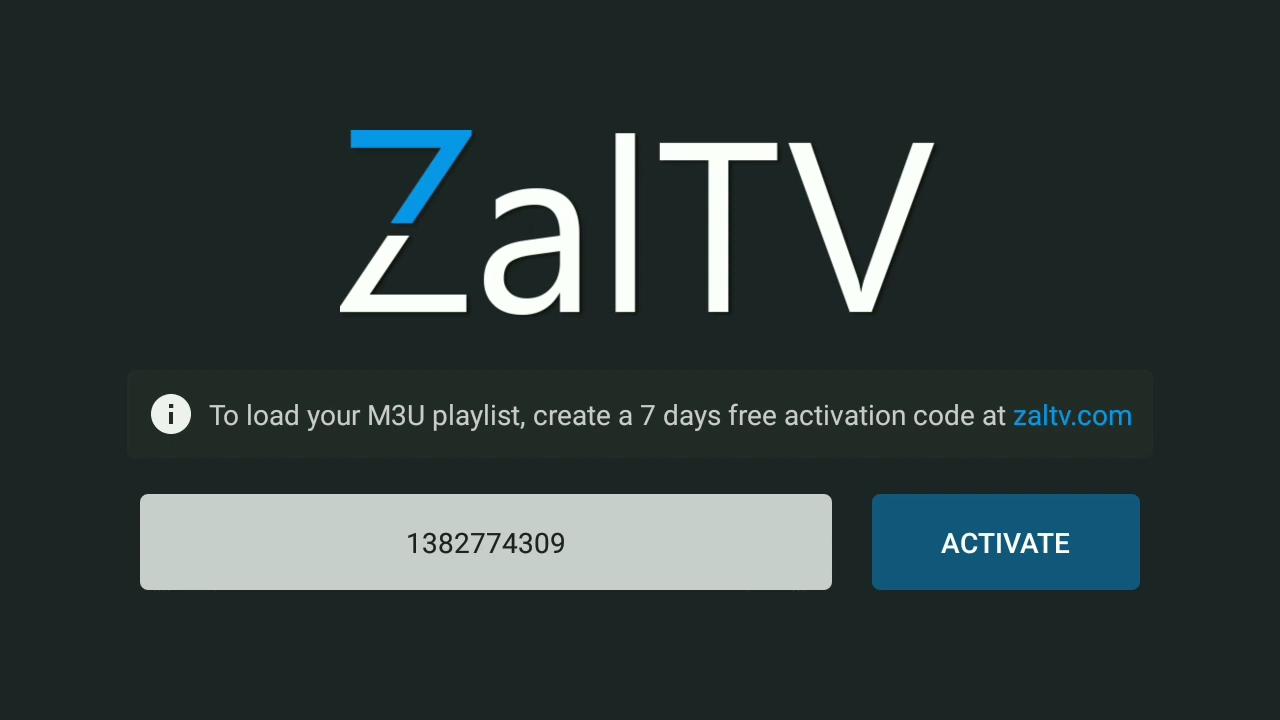 ZalTV
To load your M3U playlist, create a 7 days free activation code at zaltv.com
1382774309
ACTIVATE